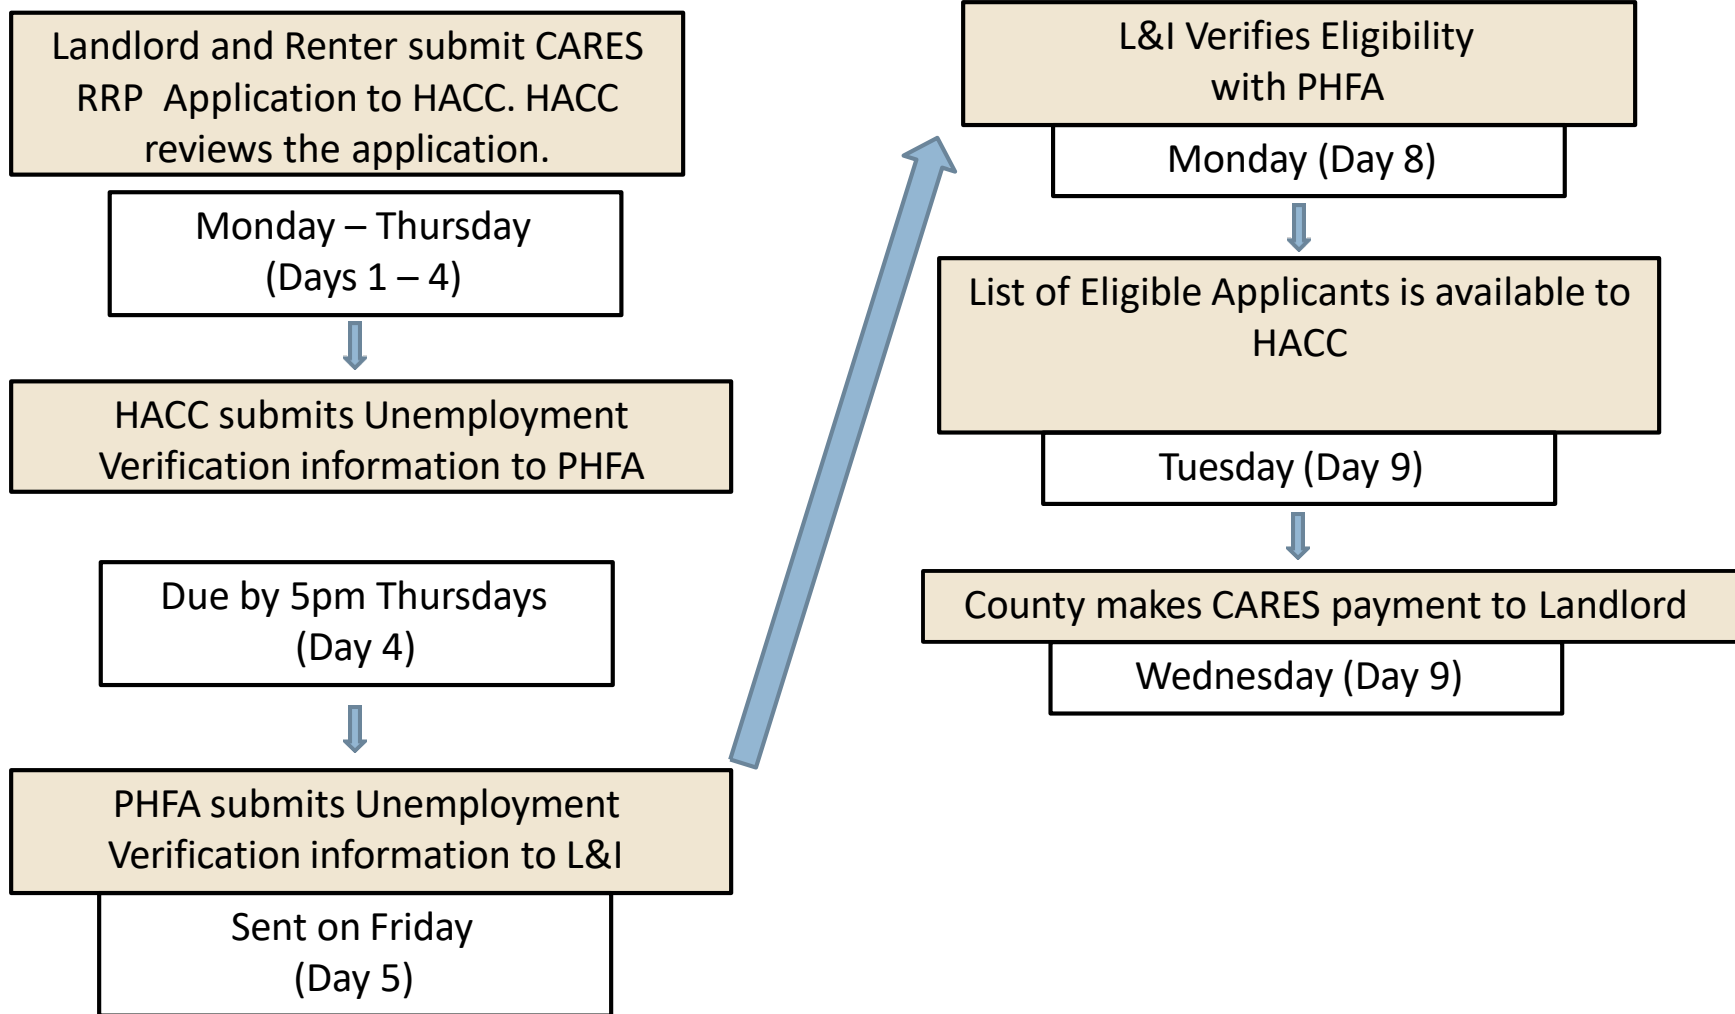 Landlord and Renter submit CARES
RRP Application to HACC. HACC
reviews the application.
Monday – Thursday
(Days 1 – 4)
HACC submits Unemployment
Verification information to PHFA
Due by 5pm Thursdays
(Day 4)
PHFA submits Unemployment
Verification information to L&I
Sent on Friday
(Day 5)
L&I Verifies Eligibility
with PHFA
Monday (Day 8)
List of Eligible Applicants is available to
HACC
Tuesday (Day 9)
County makes CARES payment to Landlord
Wednesday (Day 9)